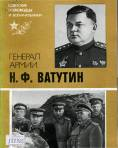 СОВЕТСКИЕ
ПОЛКОВОДЦЫ
И ВОЕНАЧАЛЬНИКИ
ГЕНЕРАЛ
АРМИИ
Н. Ф. ВАТУТИН